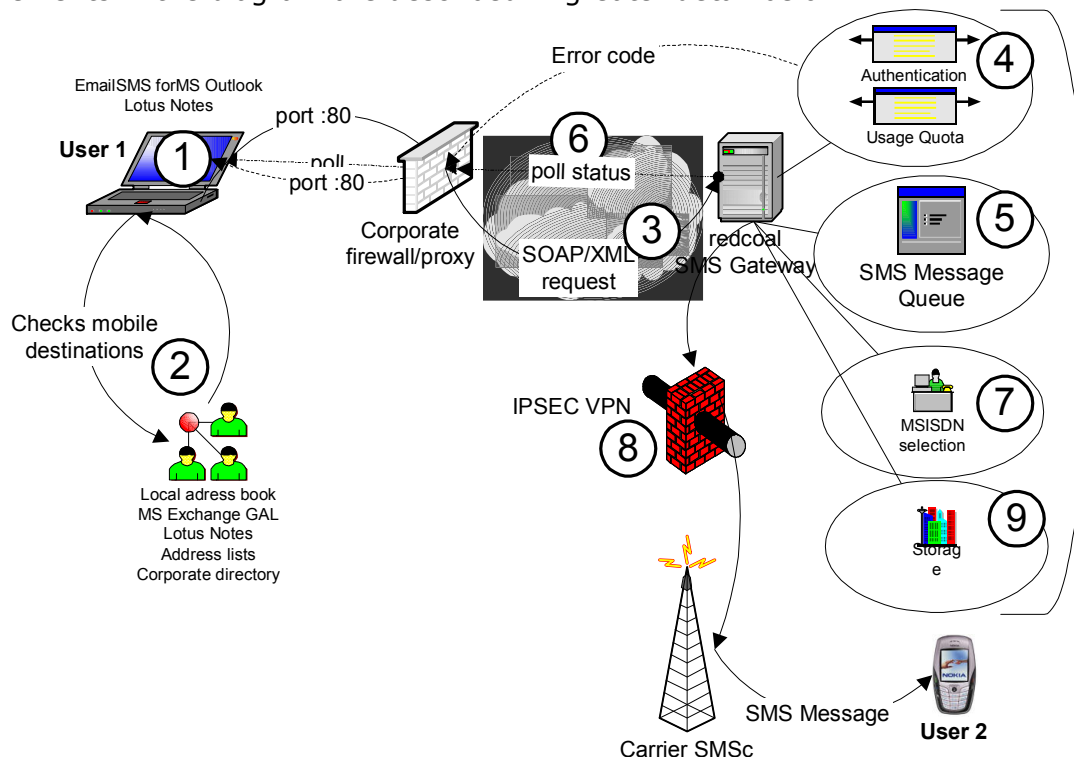 Error code
4
Authentication
Usage Quota
EmailSMS forMS Outlook
Lotus Notes
User 1
1
port :80
poll
port :80
6
poll status
3
SOAP/XML
request
Corporate
firewall/proxy
redcoal
SMS Gateway
5
SMS Message
Queue
Checks mobile
destinations
2
IPSEC VPN
8
7
MSISDN
selection
Local adress book
MS Exchange GAL
Lotus Notes
Address lists
Corporate directory
9
Storag
e
NOKIA
SMS Message
User 2
Carrier SMSc